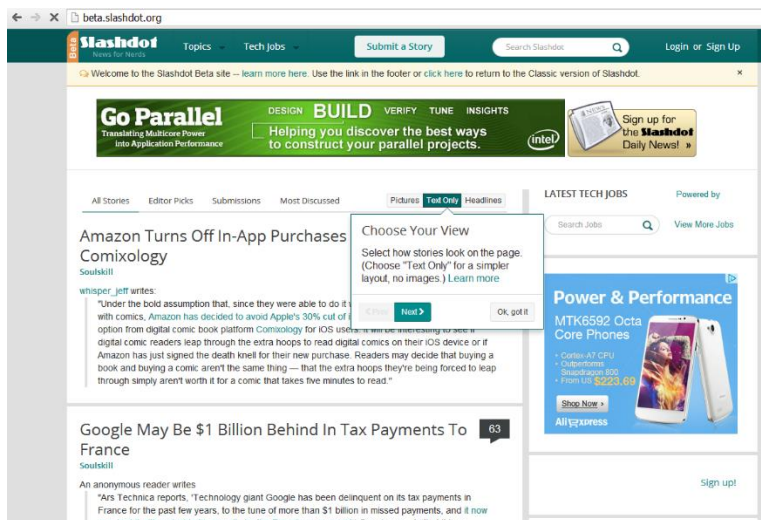 beta.slashdot.org
Beta
Slashdot
News for Nerds
Topics
Tech Jobs
Submit a Story
Search Slashdot
Login or Sign Up
Welcome to the Slashdot Beta site -- learn more here. Use the link in the footer or click here to return to the Classic version of Slashdot.
×
Go Parallel
Translating Multicore Power
into Application Performance
DESIGN BUILD VERIFY TUNE INSIGHTS
Helping you discover the best ways
to construct your parallel projects.
intel
NEWS
Sign up for
the Slashdot
Daily News! »
All Stories
Editor Picks
Submissions
Most Discussed
Pictures
Text Only
Headlines
Amazon Turns Off In-App Purchases
Comixology
Soulskill
whisper_jeff writes:
"Under the bold assumption that, since they were able to do it
with comics, Amazon has decided to avoid Apple's 30% cut of
option from digital comic book platform Comixology for iOS users. It will be interesting to see if
digital comic readers leap through the extra hoops to read digital comics on their iOS device or if
Amazon has just signed the death knell for their new purchase. Readers may decide that buying a
book and buying a comic aren't the same thing — that the extra hoops they're being forced to leap
through simply aren't worth it for a comic that takes five minutes to read."
Choose Your View
Select how stories look on the page.
(Choose "Text Only" for a simpler
layout, no images.) Learn more
Prev
Next
Ok, got it
Google May Be $1 Billion Behind In Tax Payments To
France
63
Soulskill
An anonymous reader writes
"Ars Technica reports, 'Technology giant Google has been delinquent on its tax payments in
France for the past few years, to the tune of more than $1 billion in missed payments, and it now
LATEST TECH JOBS
Powered by
Search Jobs
View More Jobs
Power & Performance
MTK6592 Octa
Core Phones
- Cortex-A7 CPU
- Outperforms
Snapdragon 800
- From US $223.69
Shop Now
AliExpress
Sign up!